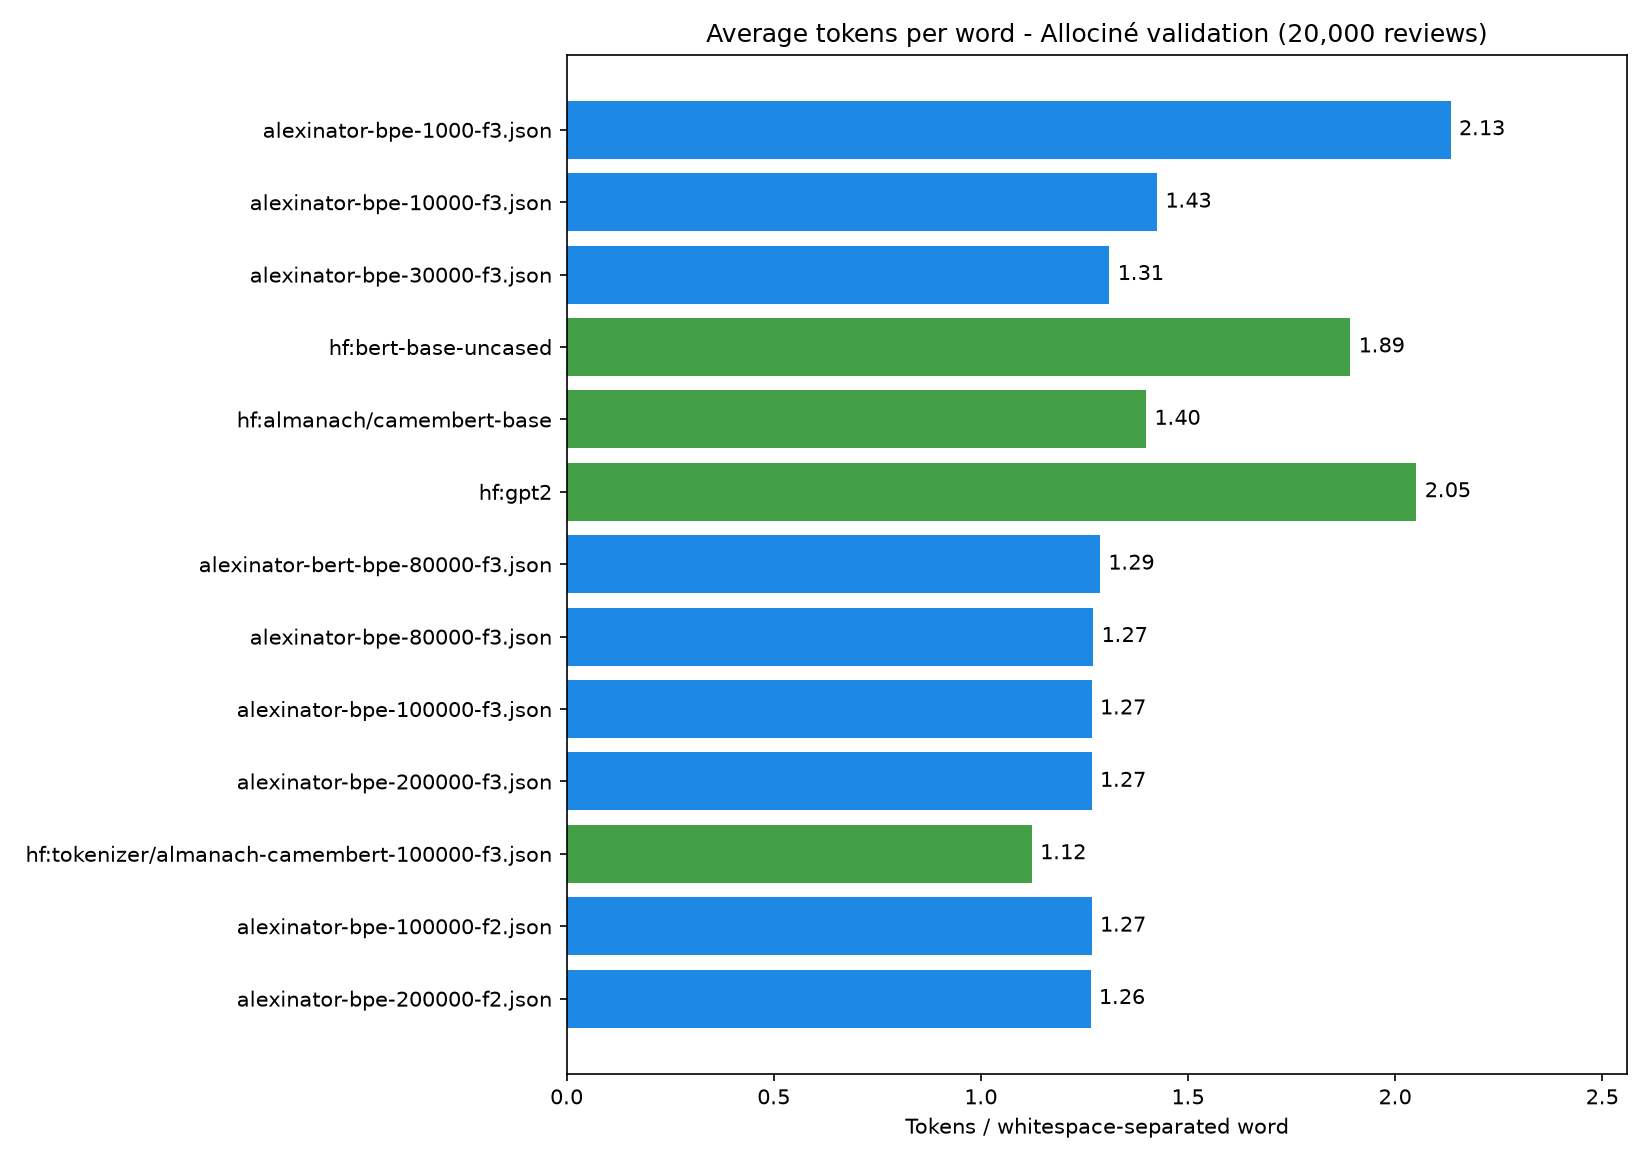 Average tokens per word - Allociné validation (20,000 reviews)
alexinator-bpe-1000-f3.json 2.13
alexinator-bpe-10000-f3.json 1.43
alexinator-bpe-30000-f3.json 1.31
hf:bert-base-uncased 1.89
hf:almanach/camembert-base 1.40
hf:gpt2 2.05
alexinator-bert-bpe-80000-f3.json 1.29
alexinator-bpe-80000-f3.json 1.27
alexinator-bpe-100000-f3.json 1.27
alexinator-bpe-200000-f3.json 1.27
hf:tokenizer/almanach-camembert-100000-f3.json 1.12
alexinator-bpe-100000-f2.json 1.27
alexinator-bpe-200000-f2.json 1.26
0.0 0.5 1.0 1.5 2.0 2.5
Tokens / whitespace-separated word